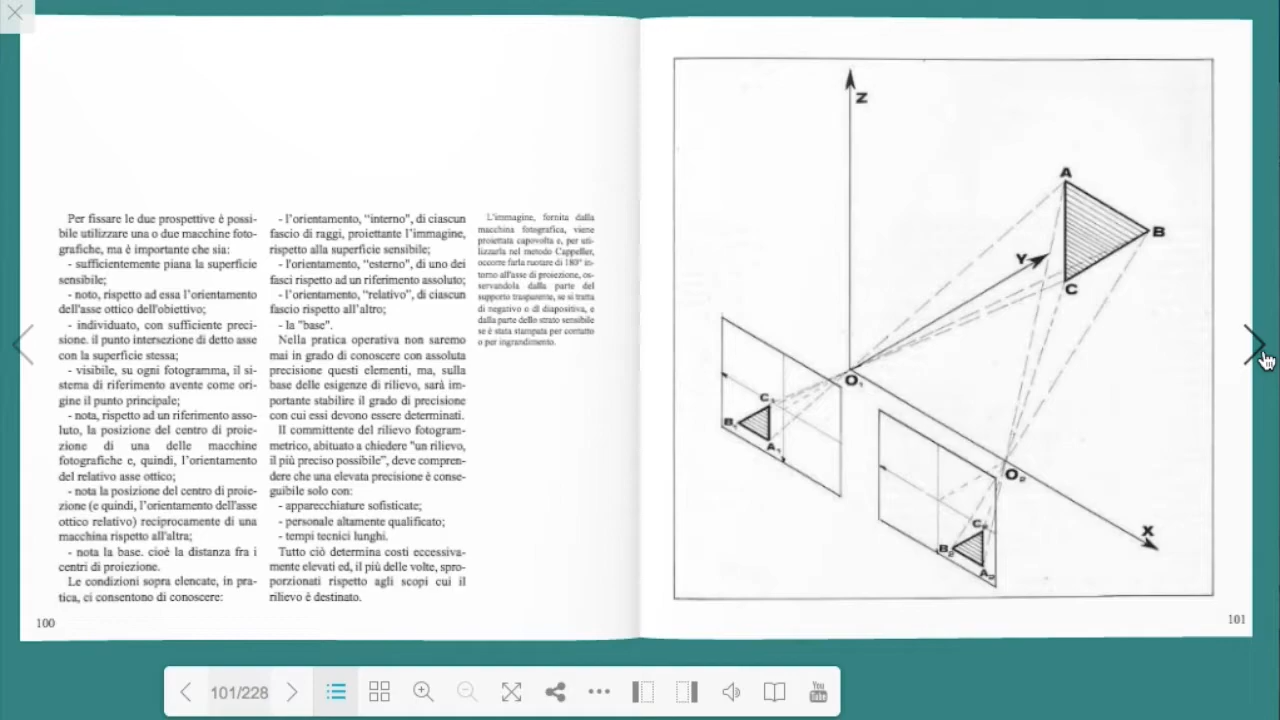 Per fissare le due prospettive è possi-
bile utilizzare una o due macchine foto-
grafiche, ma è importante che sia:
- sufficientemente piana la superficie
sensibile;
- noto, rispetto ad essa l'orientamento
dell'asse ottico dell'obiettivo;
- individuato, con sufficiente preci-
sione. il punto intersezione di detto asse
con la superficie stessa;
- visibile, su ogni fotogramma, il si-
stema di riferimento avente come ori-
gine il punto principale;
- nota, rispetto ad un riferimento asso-
luto, la posizione del centro di proie-
zione di una delle macchine
fotografiche e, quindi, l'orientamento
del relativo asse ottico;
- nota la posizione del centro di proie-
zione (e quindi, l'orientamento dell'asse
ottico relativo) reciprocamente di una
macchina rispetto all'altra;
- nota la base. cioé la distanza fra i
centri di proiezione.
Le condizioni sopra elencate, in pra-
tica, ci consentono di conoscere:
100
- l'orientamento, “interno”, di ciascun
fascio di raggi, proiettante l'immagine,
rispetto alla superficie sensibile;
- l'orientamento, “esterno”, di uno dei
fasci rispetto ad un riferimento assoluto;
- l'orientamento, “relativo”, di ciascun
fascio rispetto all'altro;
- la "base".
Nella pratica operativa non saremo
mai in grado di conoscere con assoluta
precisione questi elementi, ma, sulla
base delle esigenze di rilievo, sarà im-
portante stabilire il grado di precisione
con cui essi devono essere determinati.
Il committente del rilievo fotogram-
metrico, abituato a chiedere "un rilievo,
il più preciso possibile”, deve compren-
dere che una elevata precisione è conse-
guibile solo con:
- apparecchiature sofisticate;
- personale altamente qualificato;
- tempi tecnici lunghi.
Tutto ciò determina costi eccessiva-
mente elevati ed, il più delle volte, spro-
porzionati rispetto agli scopi cui il
rilievo è destinato.
L'immagine, fornita dalla
macchina fotografica, viene
proiettata capovolta e, per uti-
lizzarla nel metodo Cappeller,
occorre farla ruotare di 180° in-
torno all'asse di proiezione, os-
servandola dalla parte del
supporto trasparente, se si tratta
di negativo o di diapositiva, e
dalla parte dello strato sensibile
se è stata stampata per contatto
o per ingrandimento.
Z
A
B
Y
C
O₁
C₁
B₁
A₁
O₂
C₂
B₂
A₂
X
101
101/228
You
Tube